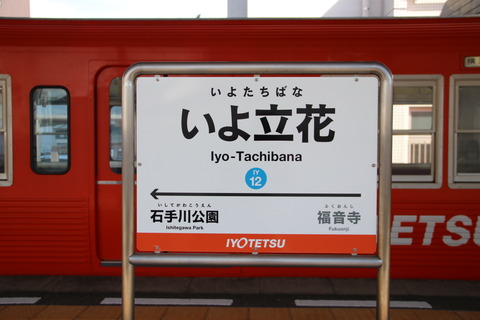 いよたちばな
いよ立花
Iyo-Tachibana
IY
12
いしてがわこうえん
石手川公園
Ishitegawa Park
ふくおんじ
福音寺
Fukuonji
IYOTETSU
ETSU